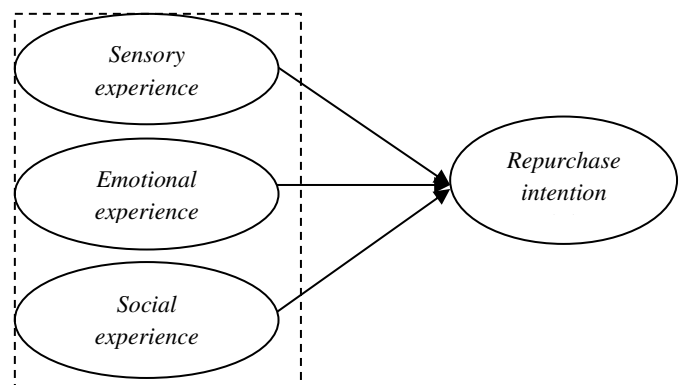 Sensory
experience
Emotional
experience
Social
experience
Repurchase
intention